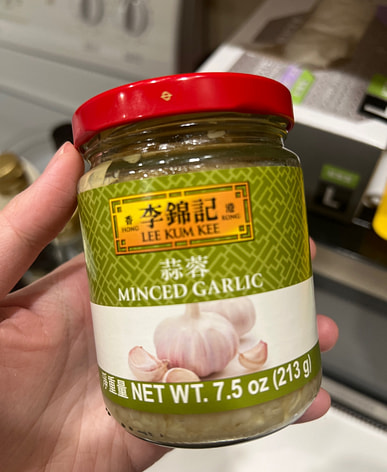 香 李錦記 港
HONG LEE KUM KEE KONG
蒜蓉
MINCED GARLIC
重量 NET WT. 7.5 oz (213 g)
L